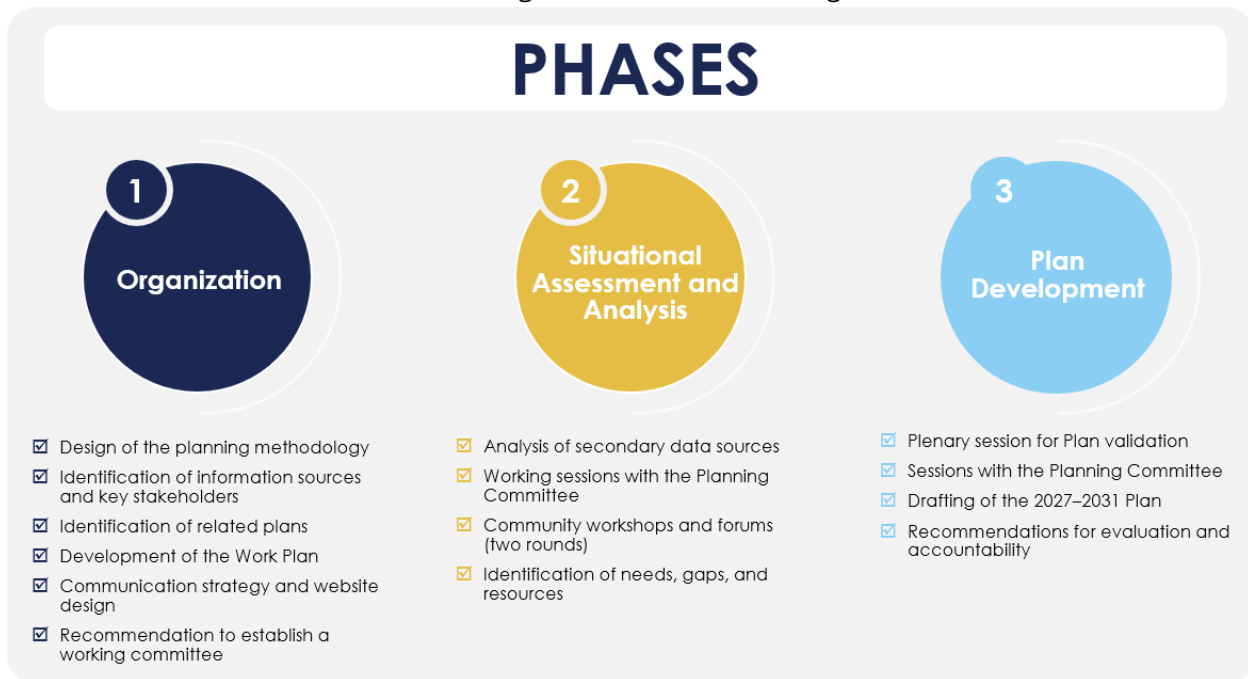 PHASES
1
Organization
Design of the planning methodology
Identification of information sources
and key stakeholders
Identification of related plans
Development of the Work Plan
Communication strategy and website
design
Recommendation to establish a
working committee
2
Situational
Assessment and
Analysis
Analysis of secondary data sources
Working sessions with the Planning
Committee
Community workshops and forums
(two rounds)
Identification of needs, gaps, and
resources
3
Plan
Development
Plenary session for Plan validation
Sessions with the Planning Committee
Drafting of the 2027–2031 Plan
Recommendations for evaluation and
accountability